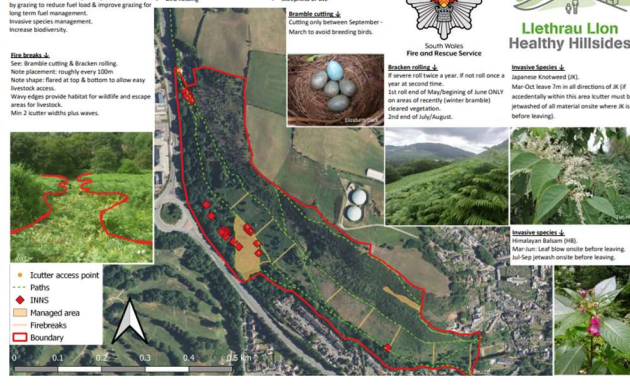 by grazing to reduce fuel load & improve grazing for
long term fuel management.
Invasive species management.
Increase biodiversity.
Fire breaks ↓
See: Bramble cutting & Bracken rolling.
Note placement: roughly every 100m
Note shape: flared at top & bottom to allow easy
livestock access.
Wavy edges provide habitat for wildlife and escape
areas for livestock.
Min 2 icutter widths plus waves.
Bramble cutting ↓
Cutting only between September -
March to avoid breeding birds.
South Wales
Fire and Rescue Service
Llethrau Llon
Healthy Hillsides
Bracken rolling ↓
If severe roll twice a year. If not roll once a
year at second time.
1st roll end of May/begining of June ONLY
on areas of recently (winter bramble)
cleared vegetation.
2nd end of July/August.
Invasive Species ↓
Japanese Knotweed (JK).
Mar-Oct leave 7m in all directions of JK (if
accedentally within this area icutter must b
jetwashed of all material onsite where JK is
before leaving).
Invasive species ↓
Himalayan Balsam (HB).
Mar-Jun: Leaf blow onsite before leaving.
Jul-Sep jetwash onsite before leaving.
Icutter access point
Paths
INNS
Managed area
Firebreaks
Boundary
0 0.1 0.2 0.3 0.4 0.5 km